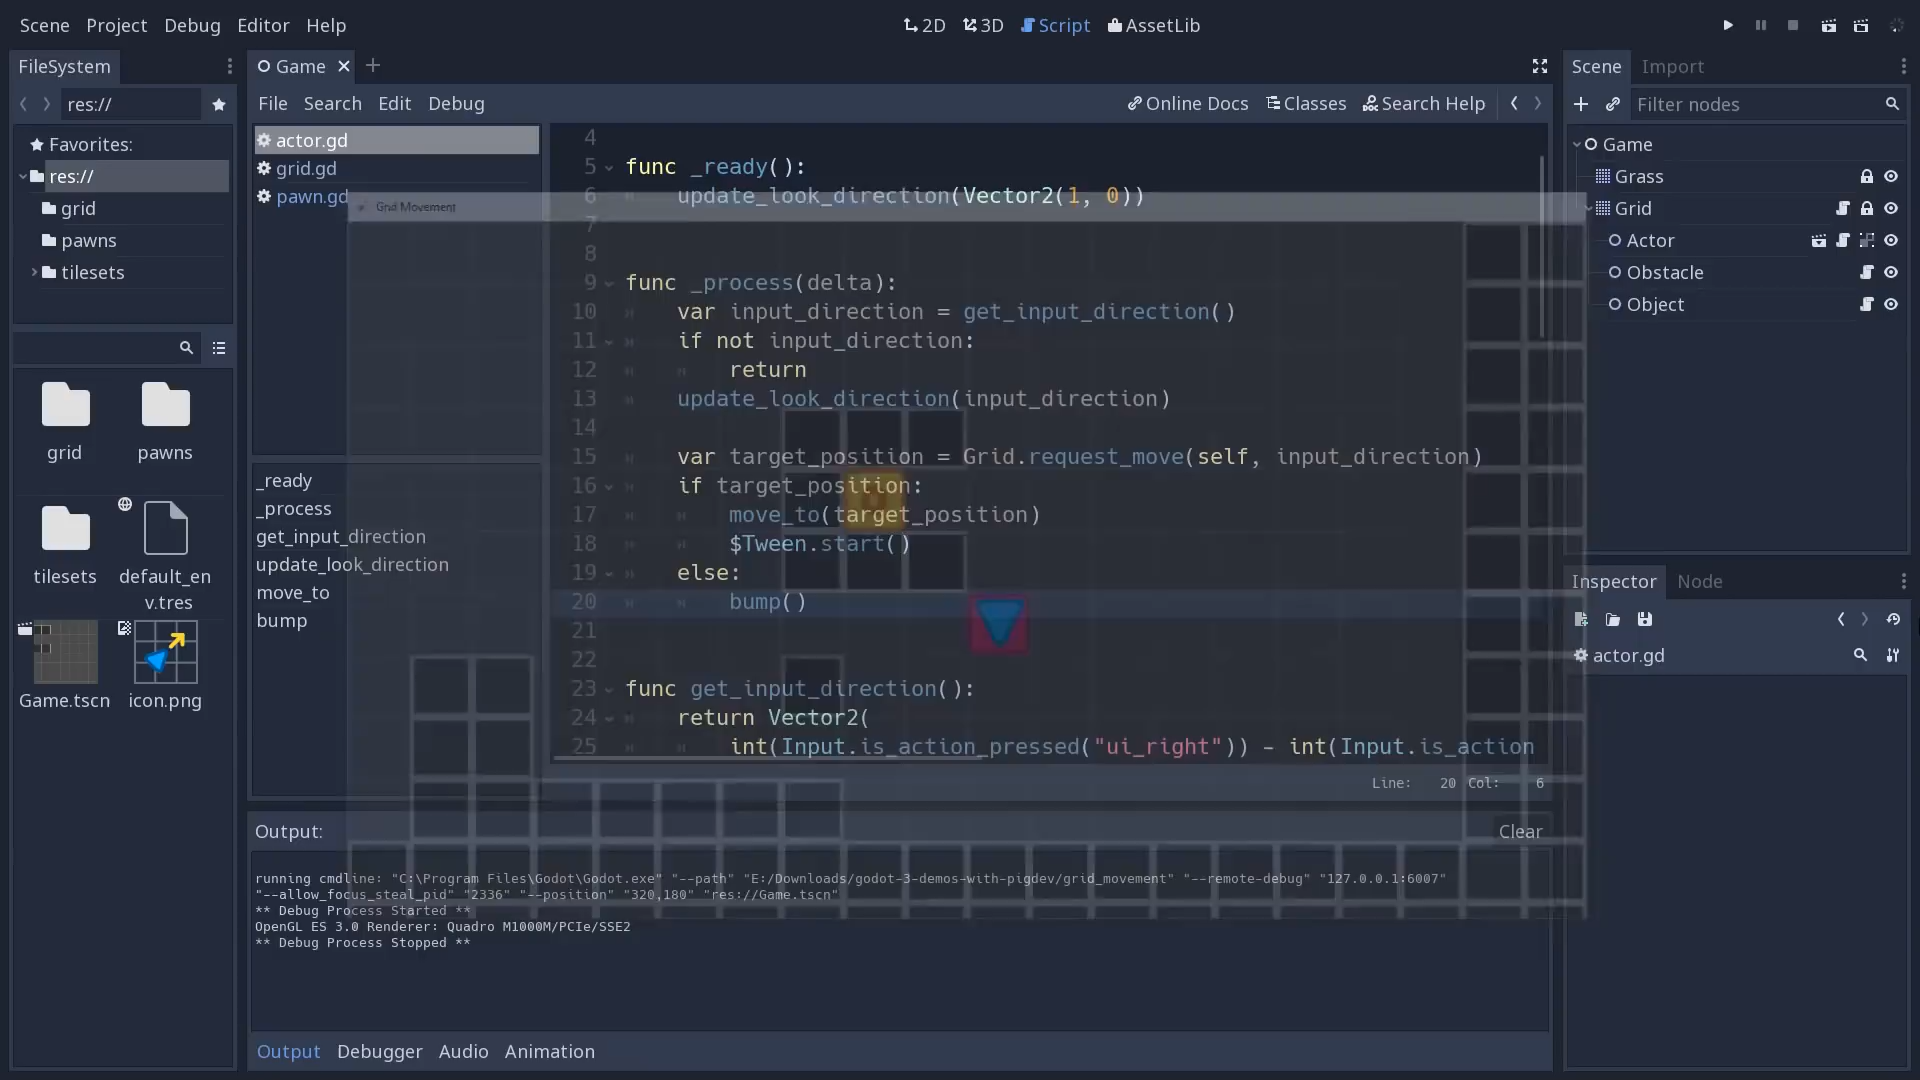 Scene Project Debug Editor Help
2D 3D Script AssetLib
FileSystem
res://
Favorites:
res://
grid
pawns
tilesets
grid pawns
tilesets default_en
v.tres
Game.tscn icon.png
Game
File Search Edit Debug
Online Docs Classes Search Help
actor.gd
grid.gd
pawn.gd
Grid Movement
_ready
_process
get_input_direction
update_look_direction
move_to
bump
4
5 func _ready():
6 update_look_direction(Vector2(1, 0))
7
8
9 func _process(delta):
10 var input_direction = get_input_direction()
11 if not input_direction:
12 return
13 update_look_direction(input_direction)
14
15 var target_position = Grid.request_move(self, input_direction)
16 if target_position:
17 move_to(target_position)
18 $Tween.start()
19 else:
20 bump()
21
22
23 func get_input_direction():
24 return Vector2(
25 int(Input.is_action_pressed("ui_right")) - int(Input.is_action
Line: 20 Col: 6
Output: Clear
running cmdline: "C:\Program Files\Godot\Godot.exe" "--path" "E:/Downloads/godot-3-demos-with-pigdev/grid_movement" "--remote-debug" "127.0.0.1:6007"
"--allow_focus_steal_pid" "2336" "--position" "320,180" "res://Game.tscn"
** Debug Process Started **
OpenGL ES 3.0 Renderer: Quadro M1000M/PCIe/SSE2
** Debug Process Stopped **
Output Debugger Audio Animation
Scene Import
Filter nodes
Game
Grass
Grid
Actor
Obstacle
Object
Inspector Node
actor.gd